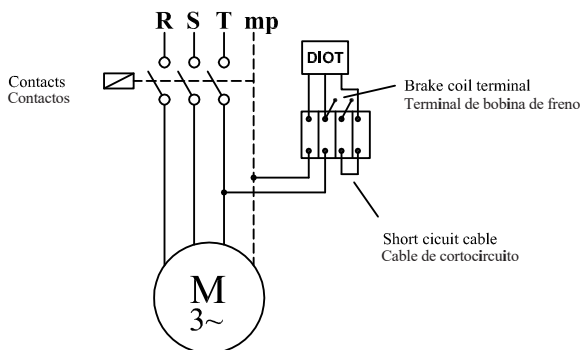 R S T mp
DIOT
Brake coil terminal
Terminal de bobina de freno
Contacts
Contactos
Short cicuit cable
Cable de cortocircuito
M
3~